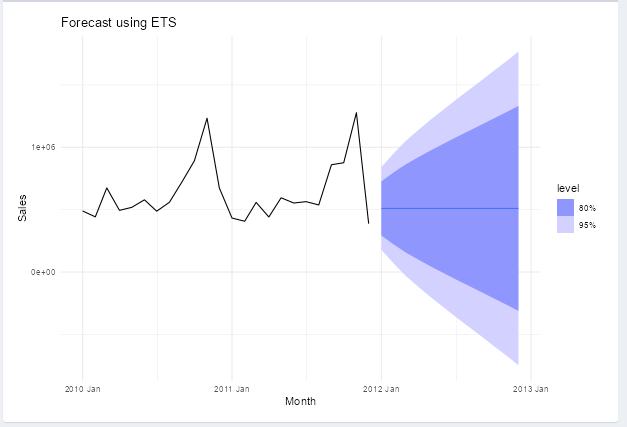 Forecast using ETS
Sales
1e+06
0e+00
2010 Jan
2011 Jan
2012 Jan
2013 Jan
Month
level
80%
95%